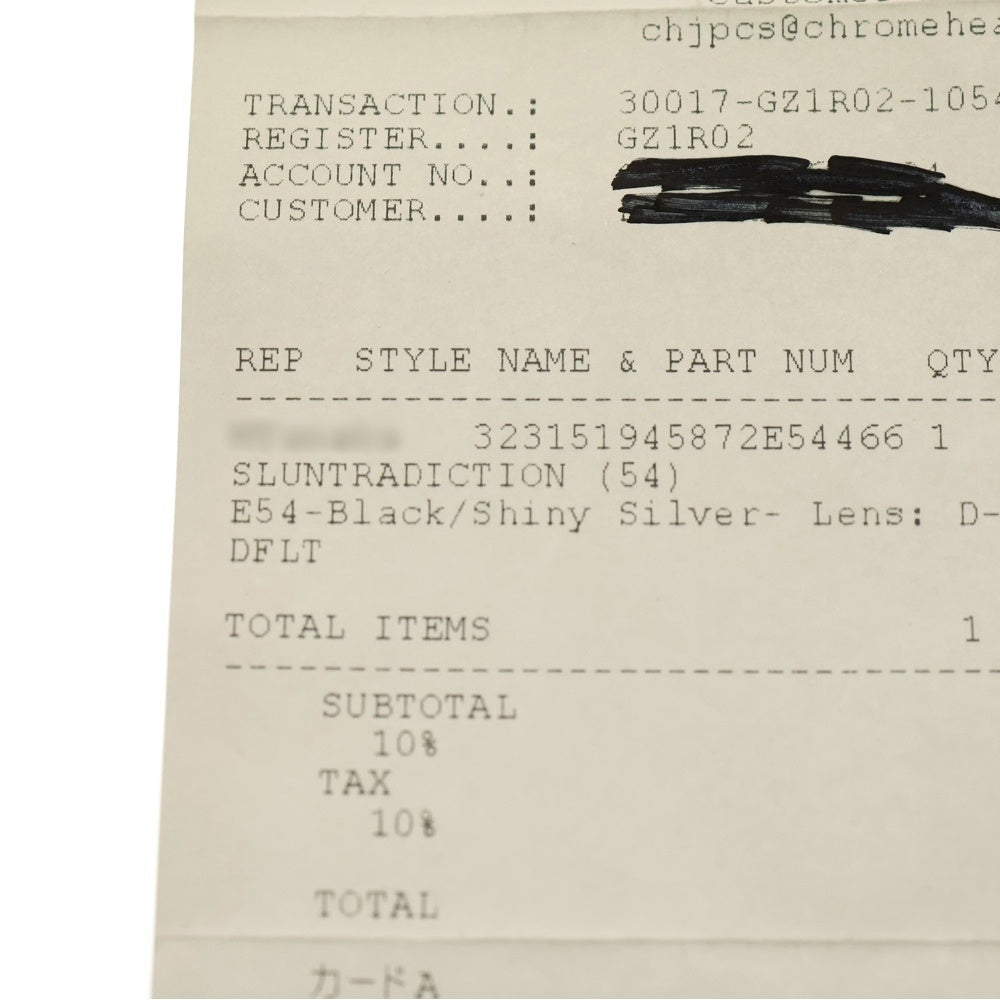 chjpcs@chromehea
TRANSACTION.: 30017-GZ1R02-1054
REGISTER....: GZ1R02
ACCOUNT NO..:
CUSTOMER....:
REP STYLE NAME & PART NUM QTY
323151945872E54466 1
SLUNTRADICTION (54)
E54-Black/Shiny Silver- Lens: D-
DFLT
TOTAL ITEMS 1
SUBTOTAL
10%
TAX
10%
TOTAL
カードA